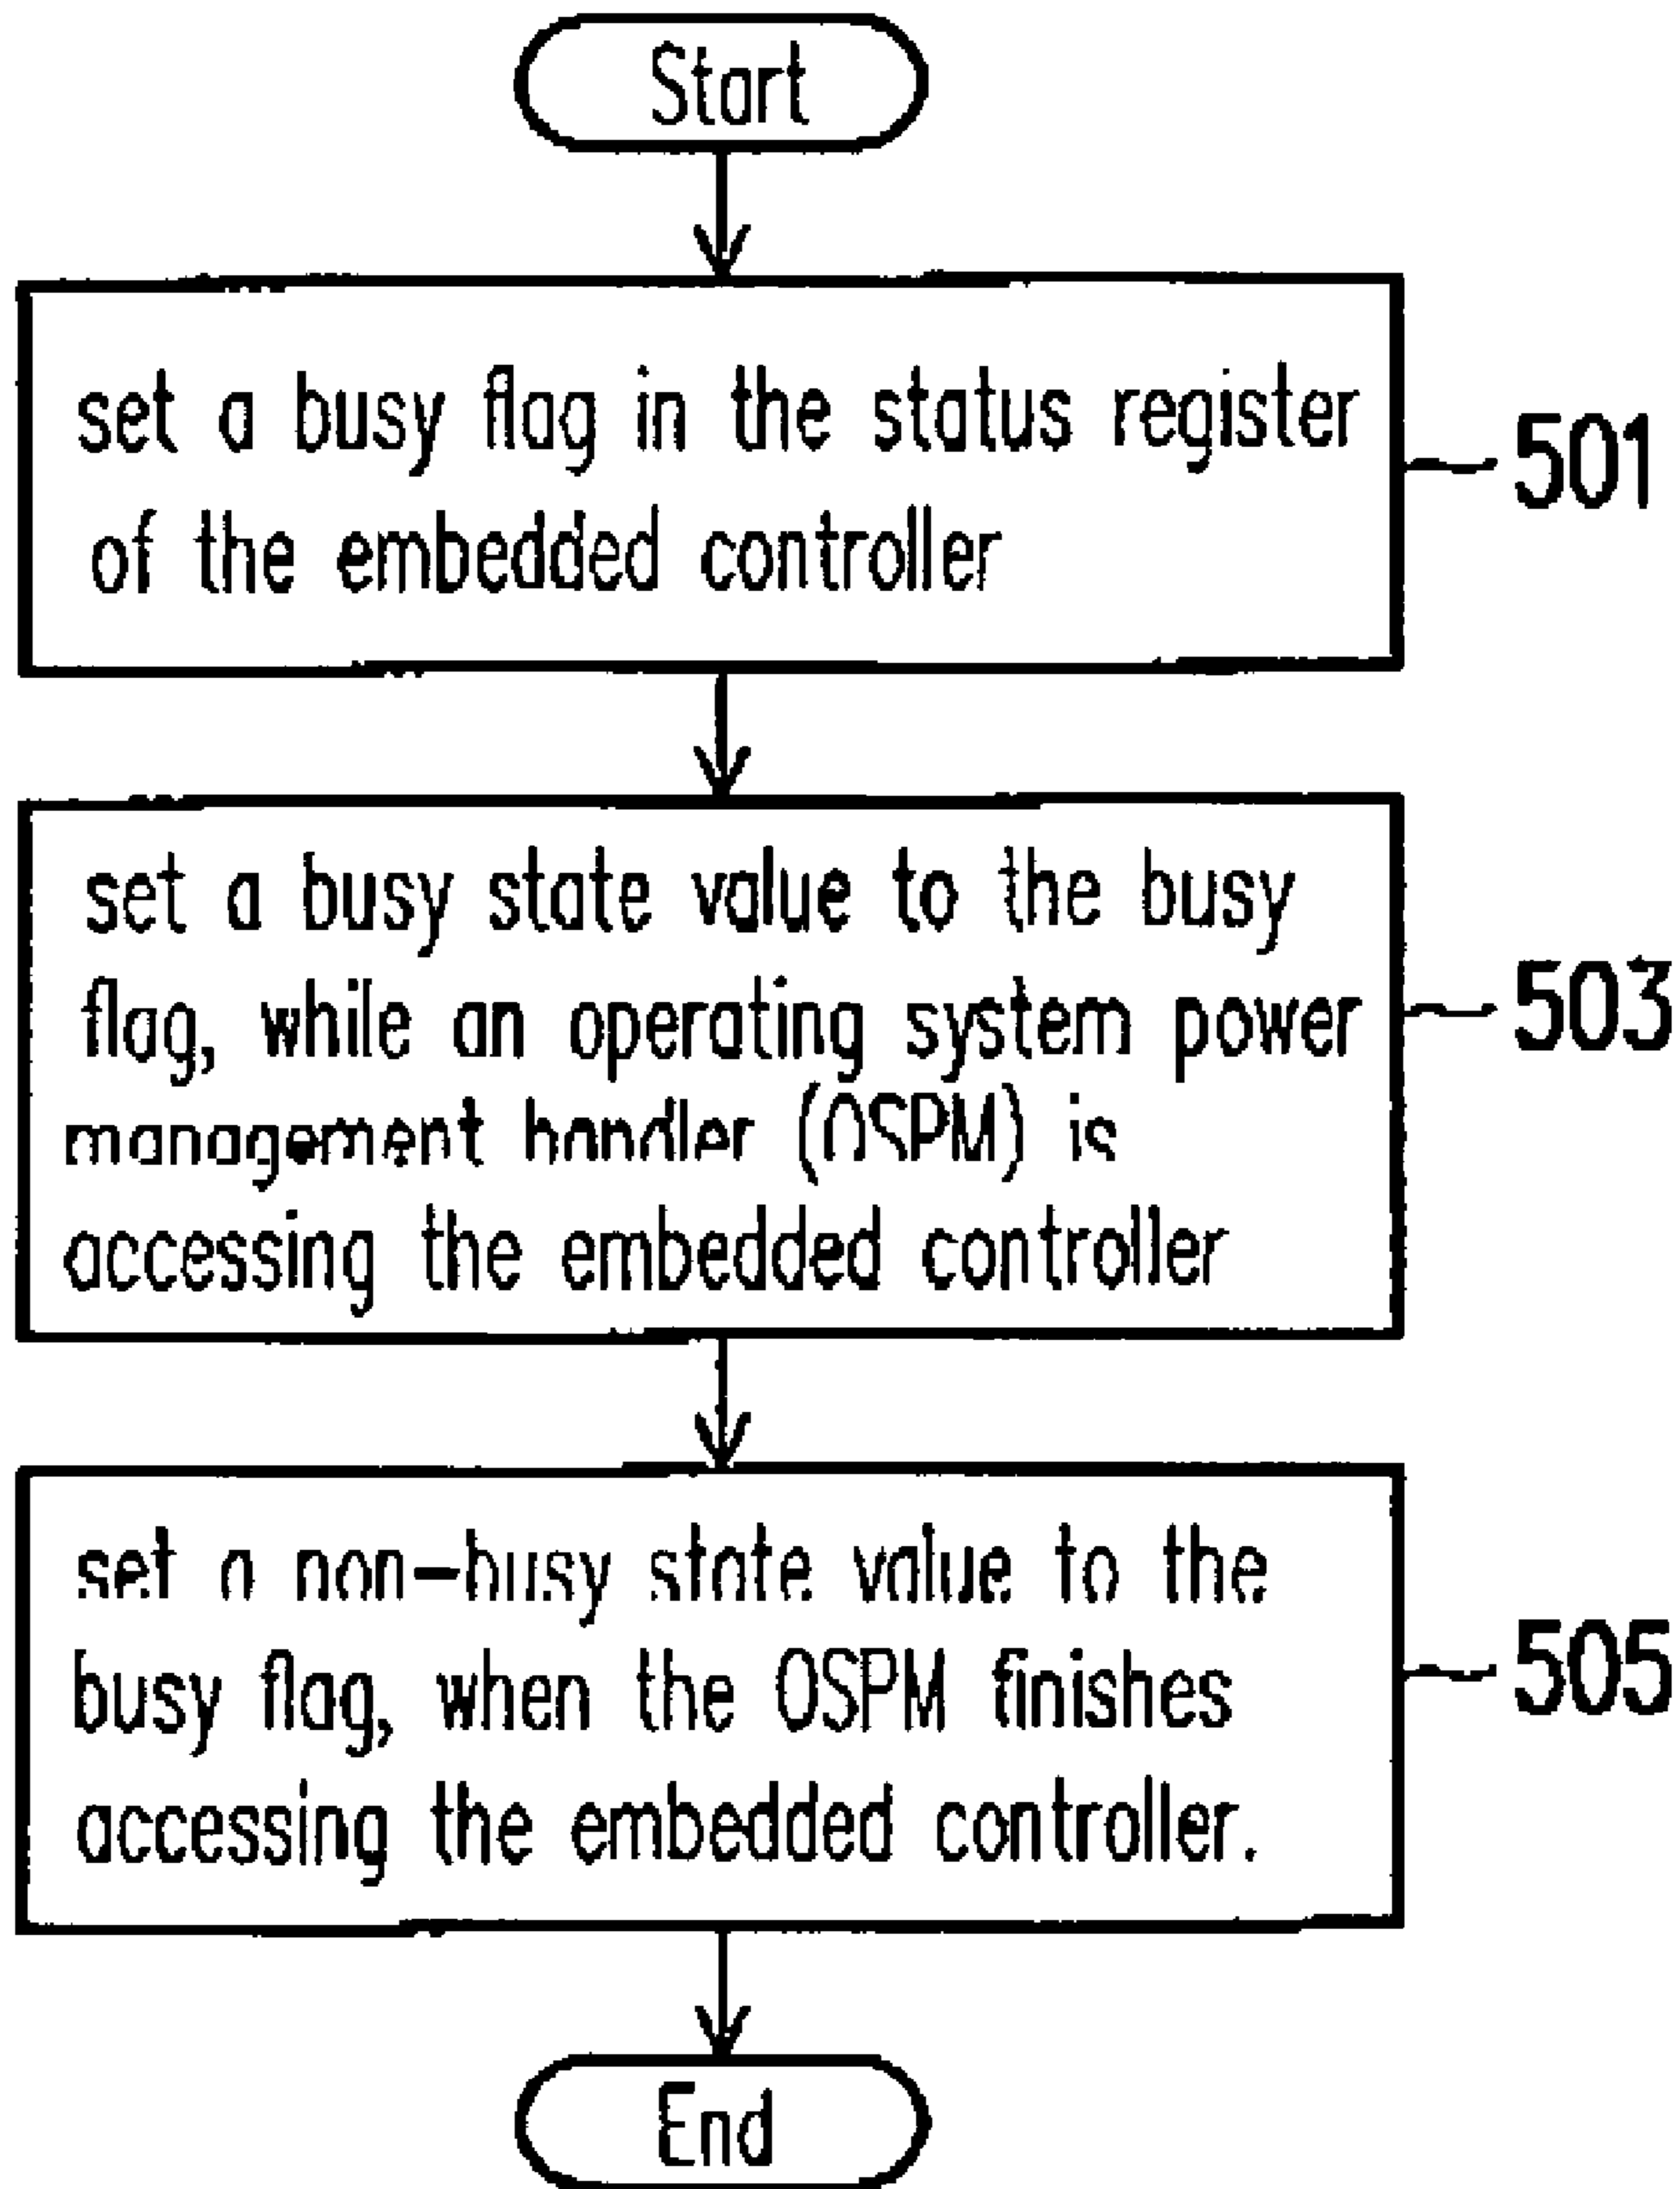 Start
set a busy flag in the status register
of the embedded controller
501
set a busy state value to the busy
flag, while an operating system power
management handler (OSPM) is
accessing the embedded controller
503
set a non-busy state value to the
busy flag, when the OSPM finishes
accessing the embedded controller.
505
End